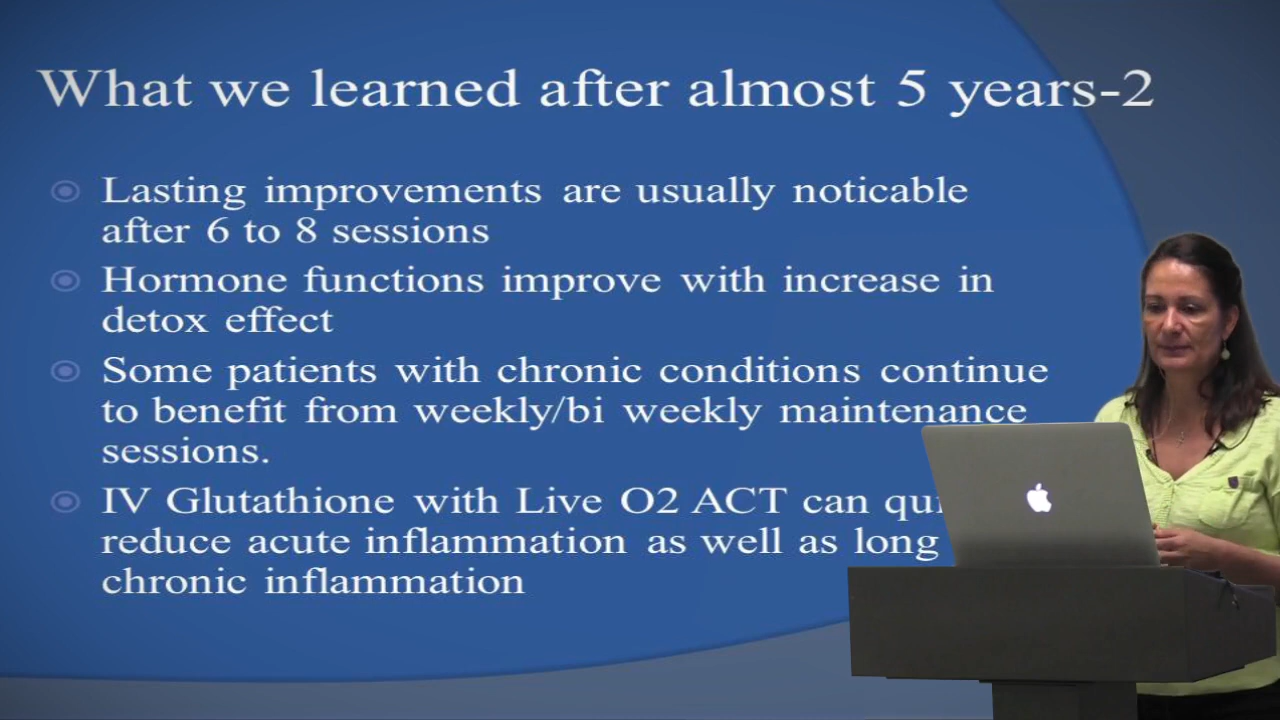 What we learned after almost 5 years-2
Lasting improvements are usually noticable
after 6 to 8 sessions
Hormone functions improve with increase in
detox effect
Some patients with chronic conditions continue
to benefit from weekly/bi weekly maintenance
sessions.
IV Glutathione with Live O2 ACT can
reduce acute inflammation as well as long
chronic inflammation